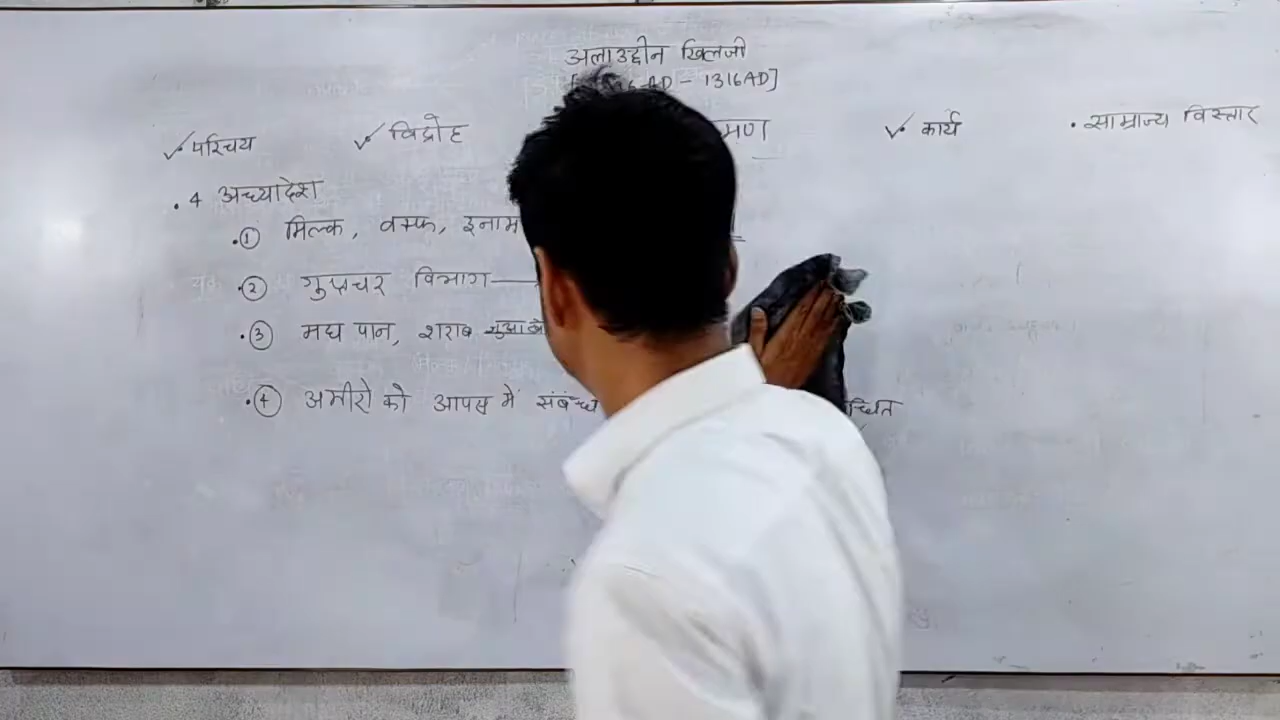 अलाउद्दीन खिलजी
AD - 1316AD]
✓ परिचय ✓ विद्रोह मण ✓ कार्य • साम्राज्य विस्तार
• 4 अध्यादेश
• ① मिल्क, वक्फ, इनाम
• ② गुप्तचर विभाग
• ③ मद्य पान, शराब
• ④ अमीरो को आपस में संबंध